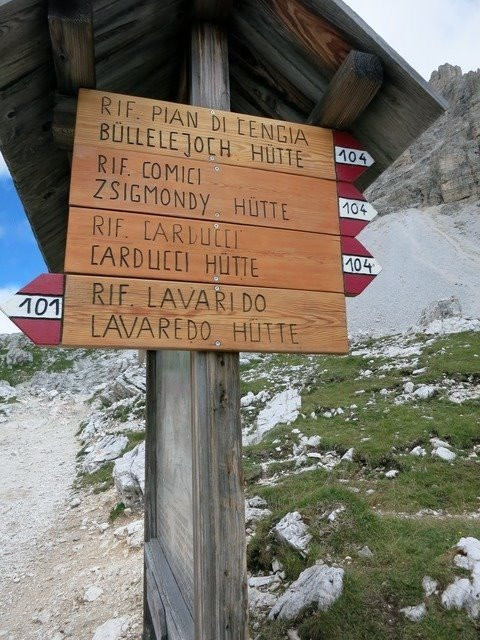 RIF. PIAN DI CENGIA
BÜLLELEJOCH HÜTTE
104
RIF. COMICI
ZSIGMONDY HÜTTE
104
RIF. CARDUCCI
CARDUCCI HÜTTE
104
101
RIF. LAVARIDO
LAVAREDO HÜTTE